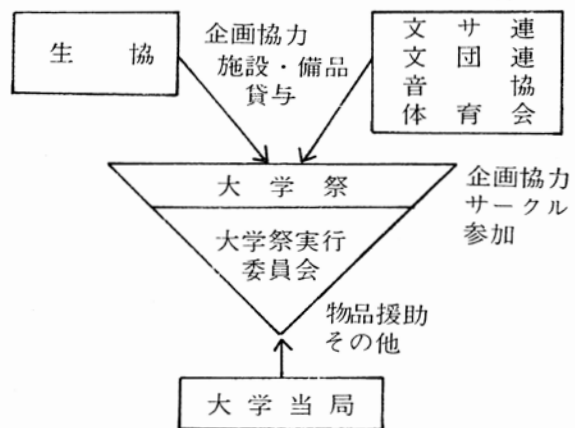 生協
企画協力
施設・備品
貸与
文サ連
文団連
音協
体育会
大学祭
大学祭実行
委員会
企画協力
サークル
参加
物品援助
その他
大学当局